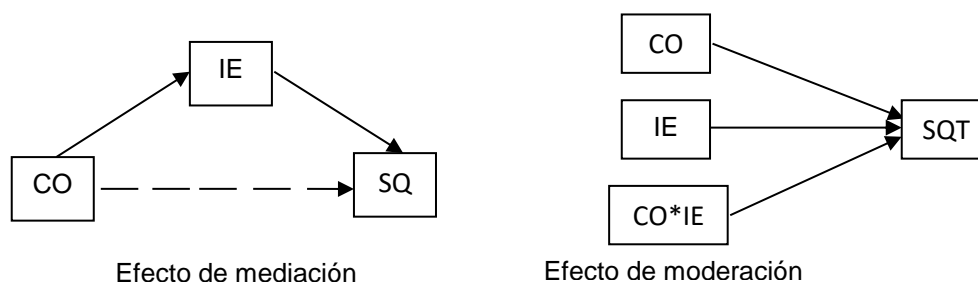 IE
CO
SQ
Efecto de mediación
CO
IE
CO*IE
SQT
Efecto de moderación